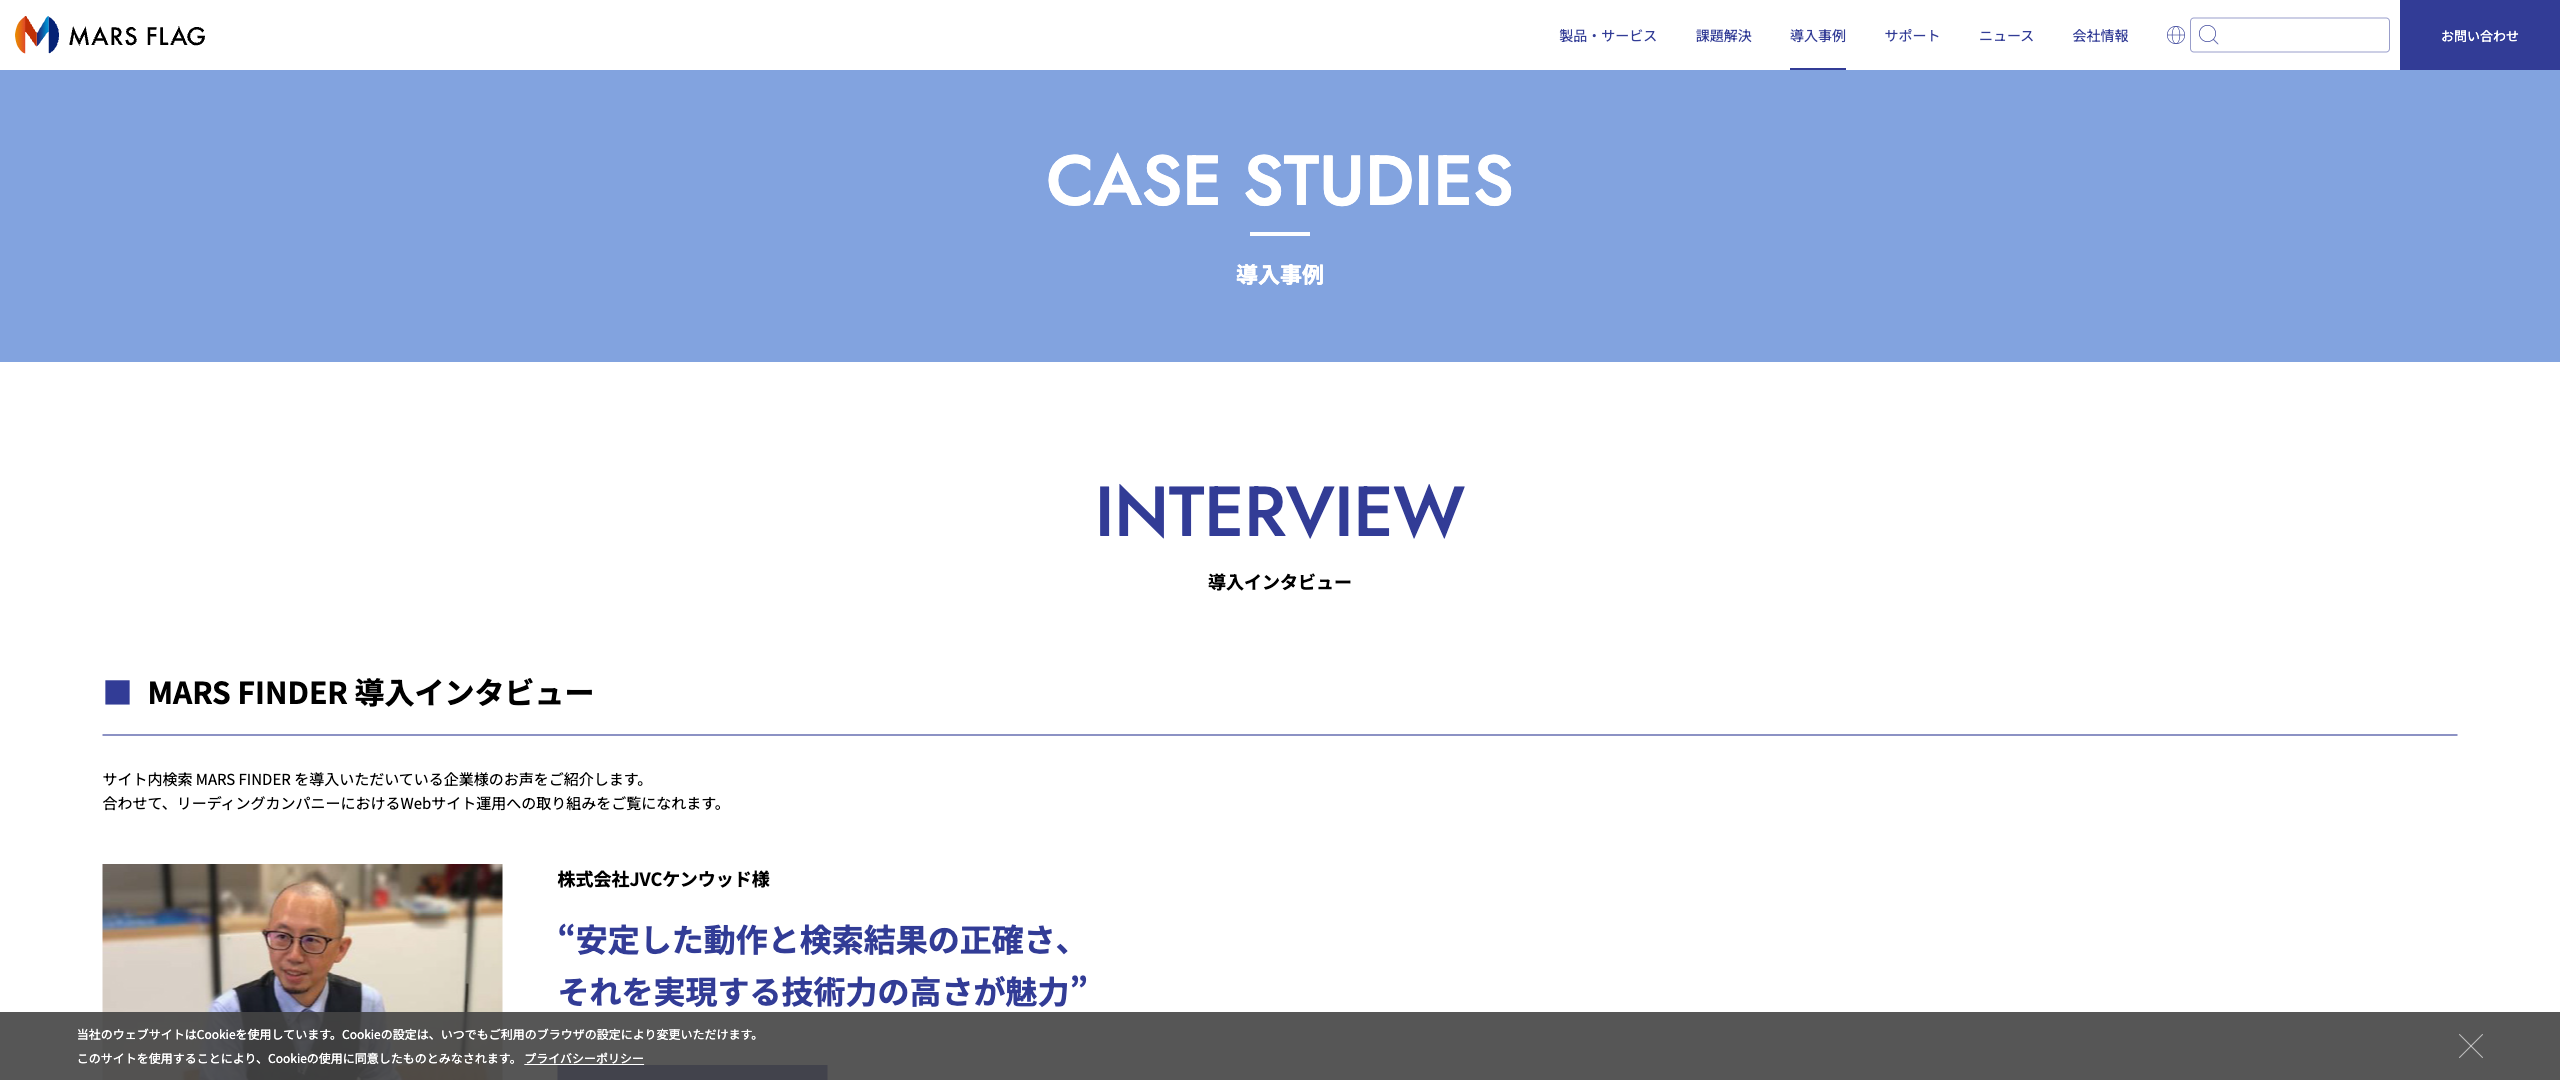 MARS FLAG
製品・サービス 課題解決 導入事例 サポート ニュース 会社情報 お問い合わせ
CASE STUDIES
導入事例
INTERVIEW
導入インタビュー
MARS FINDER 導入インタビュー
サイト内検索 MARS FINDER を導入いただいている企業様のお声をご紹介します。
合わせて、リーディングカンパニーにおけるWebサイト運用への取り組みをご覧になれます。
株式会社JVCケンウッド様
“安定した動作と検索結果の正確さ、
それを実現する技術力の高さが魅力”
当社のウェブサイトはCookieを使用しています。Cookieの設定は、いつでもご利用のブラウザの設定により変更いただけます。
このサイトを使用することにより、Cookieの使用に同意したものとみなされます。 プライバシーポリシー